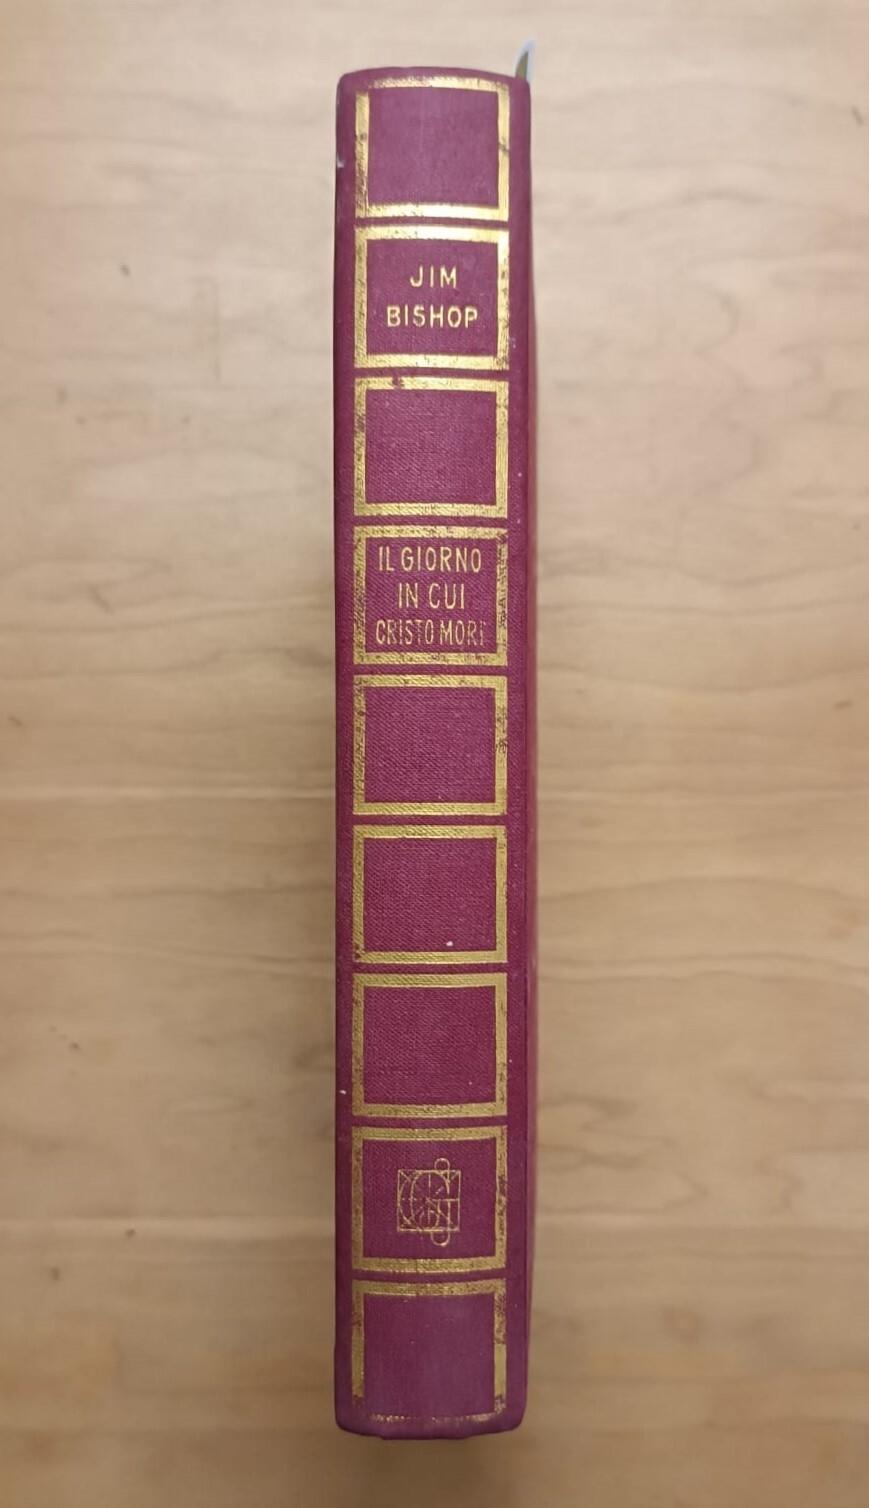 JIM
BISHOP
IL GIORNO
IN CUI
CRISTO MORÌ